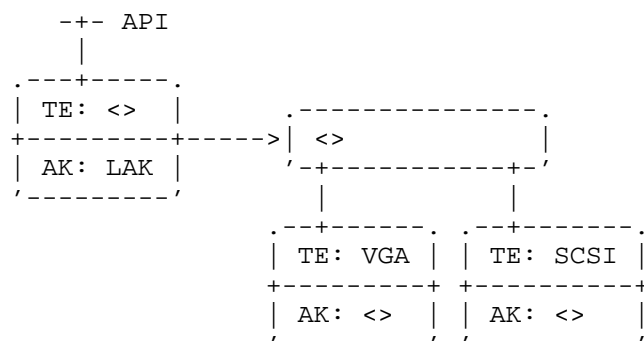 -+- API
TE: <>
AK: LAK
<>
TE: VGA
TE: SCSI
AK: <>
AK: <>